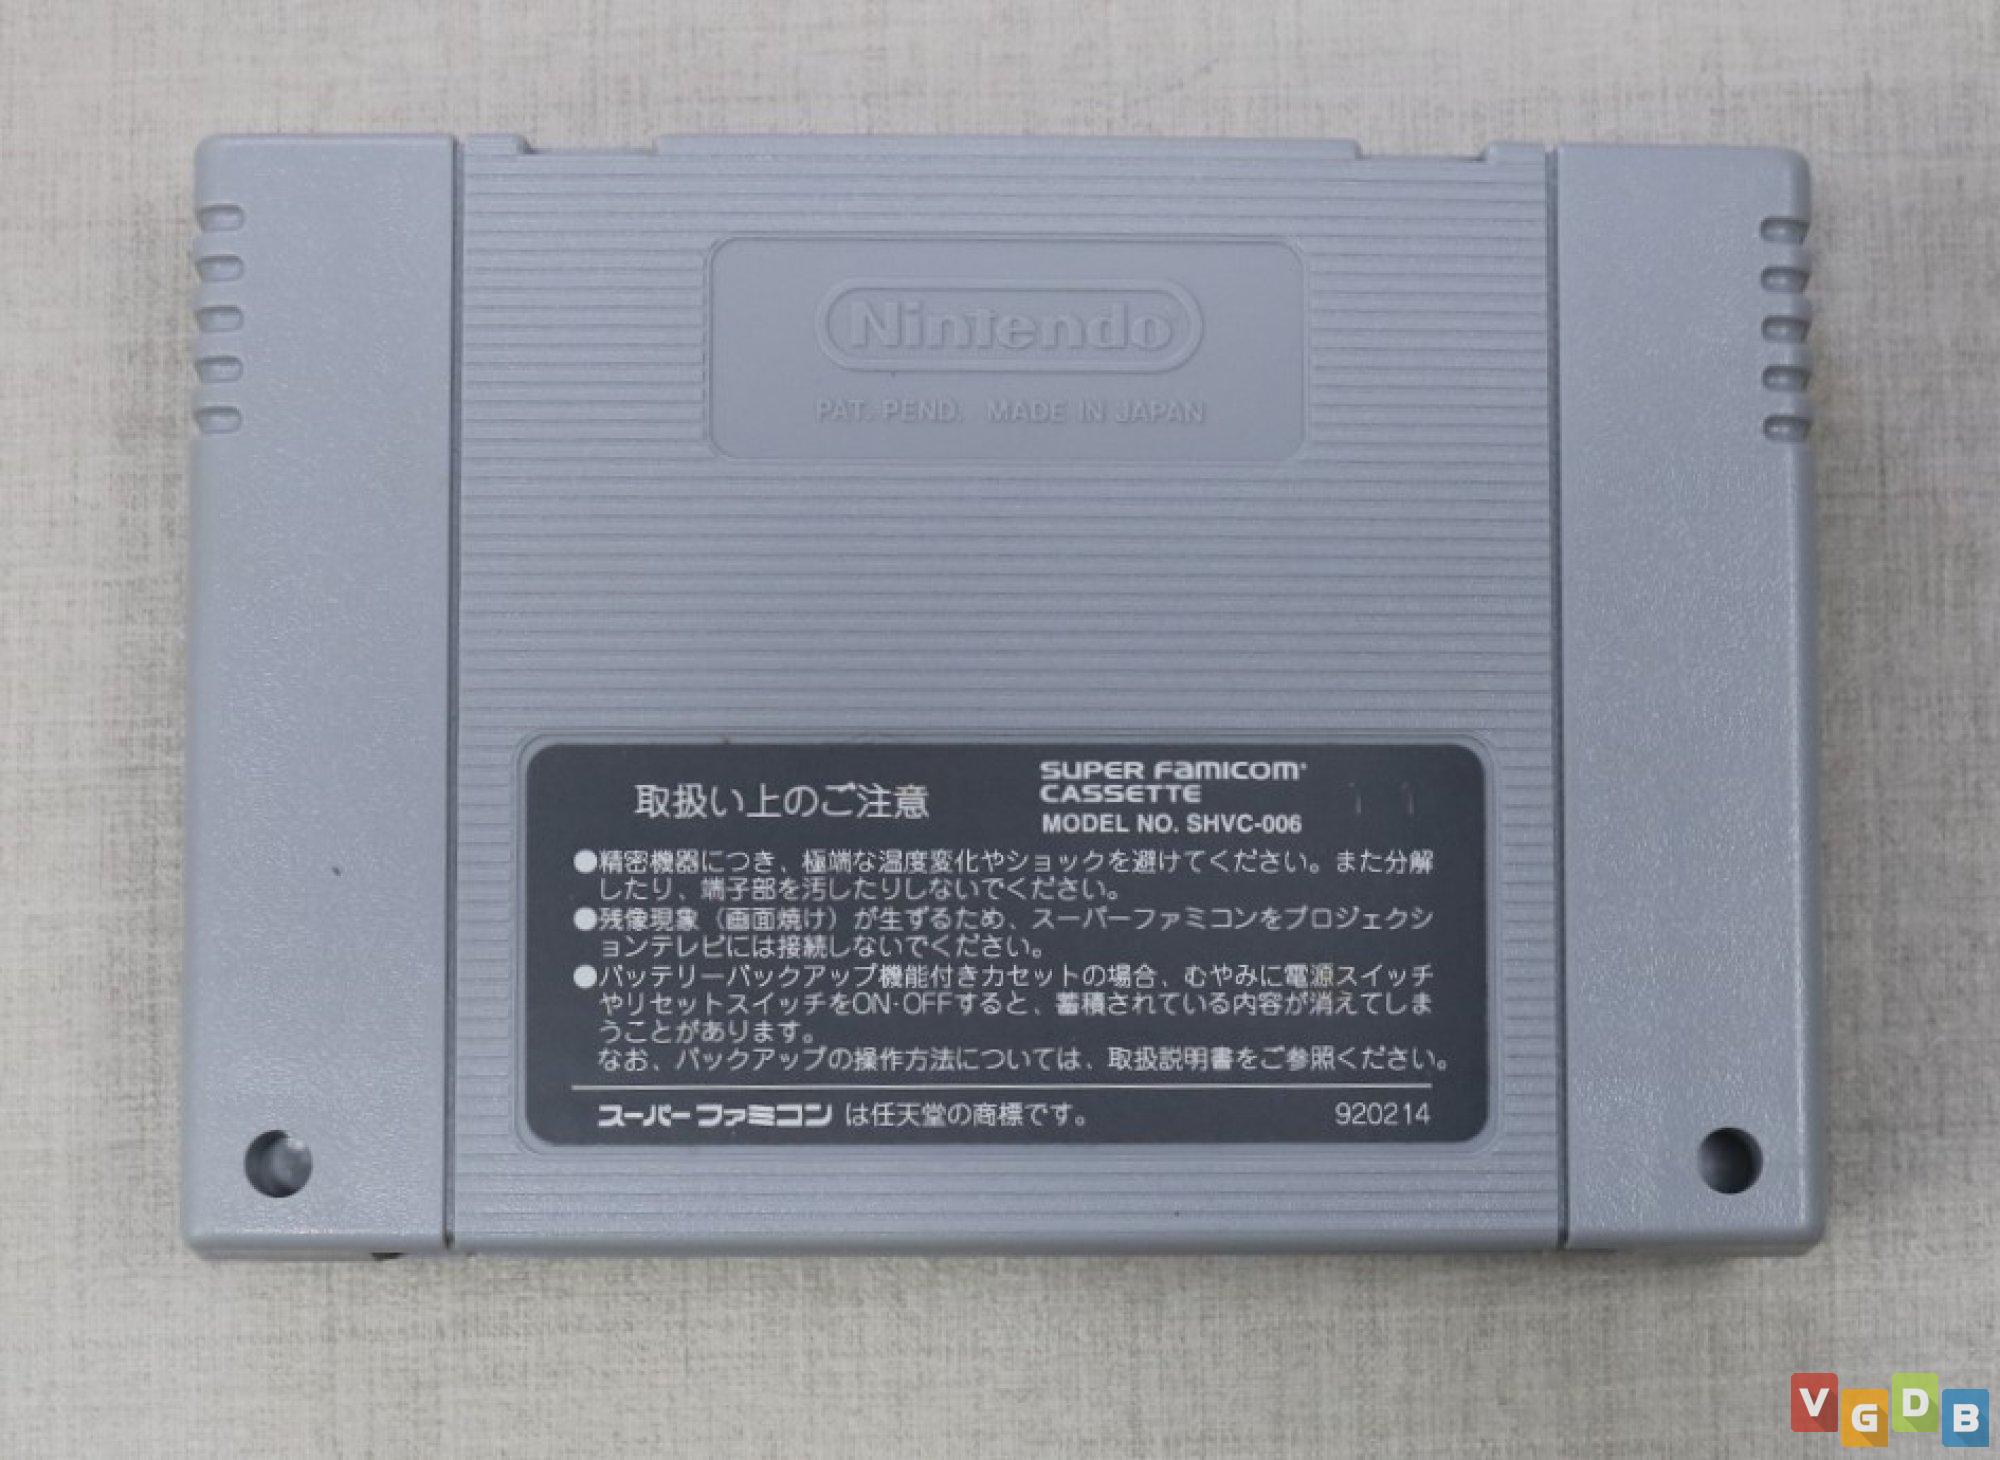 Nintendo
PAT. PEND. MADE IN JAPAN
取扱い上のご注意
SUPER FAMICOM
CASSETTE
MODEL NO. SHVC-006
11
●精密機器につき、極端な温度変化やショックを避けてください。また分解
したり、端子部を汚したりしないでください。
●残像現象（画面焼け）が生ずるため、スーパーファミコンをプロジェクシ
ョンテレビには接続しないでください。
●バッテリーバックアップ機能付きカセットの場合、むやみに電源スイッチ
やリセットスイッチをON·OFFすると、蓄積されている内容が消えてしま
うことがあります。
なお、バックアップの操作方法については、取扱説明書をご参照ください。
スーパーファミコン は任天堂の商標です。
920214
VGDB